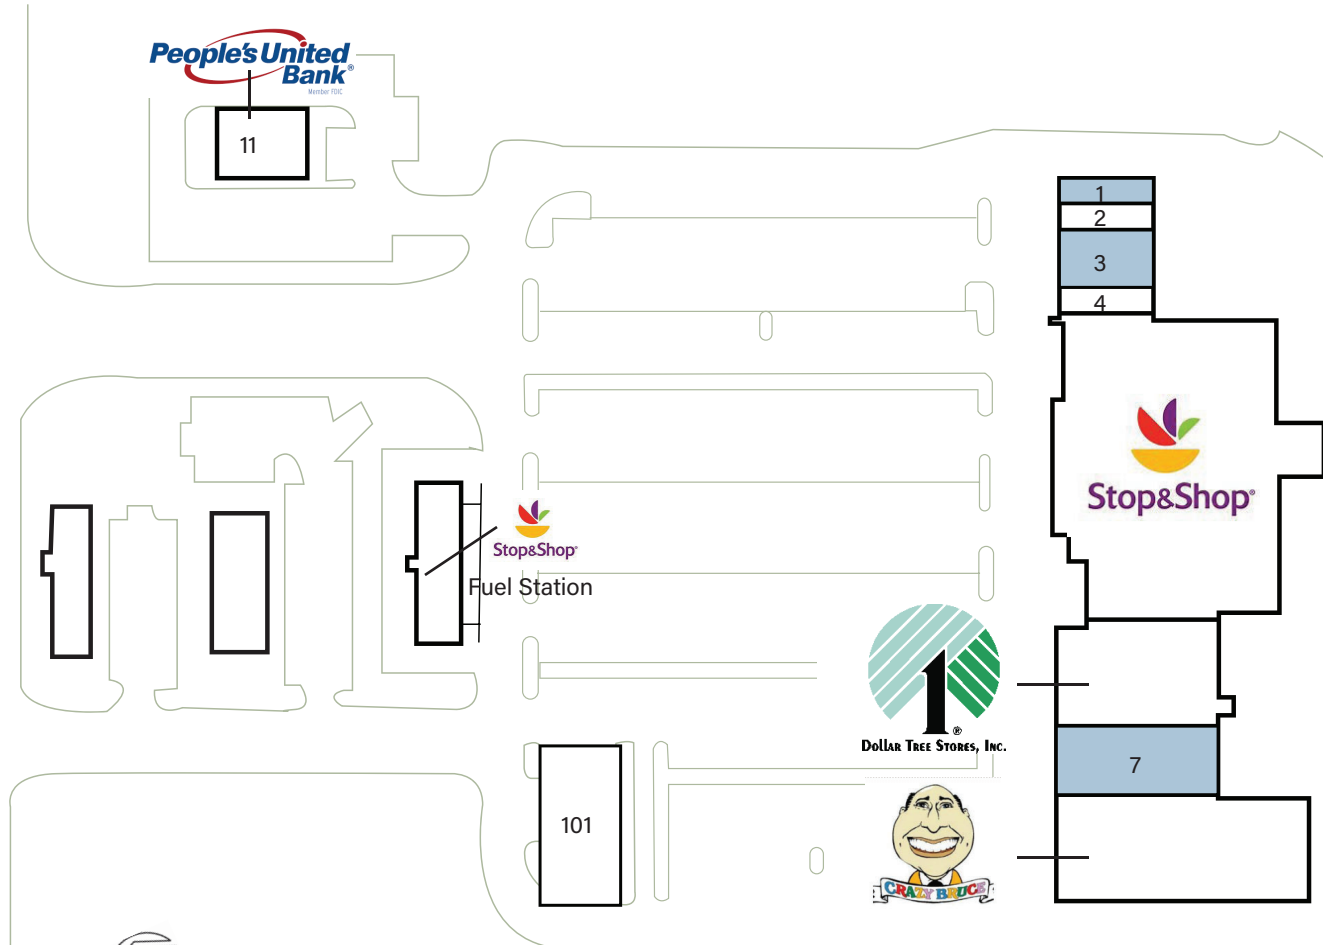 People's United
Bank®
Member FDIC
11
1
2
3
4
Stop&Shop®
Stop&Shop®
Fuel Station
1®
Dollar Tree Stores, Inc.
7
101
CRAZY BRUCE